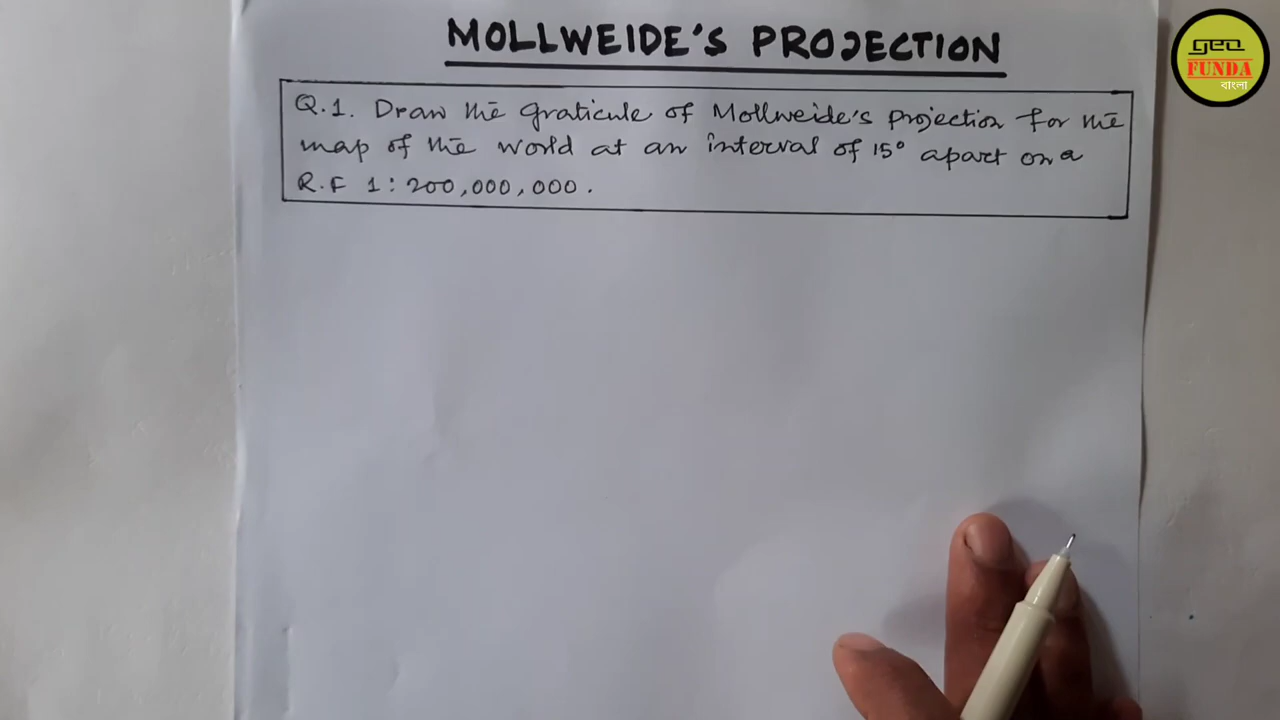 MOLLWEIDE'S PROJECTION
Q.1. Draw the graticule of Mollweide's projection for the
map of the world at an interval of 15° apart on a
R.F 1:200,000,000.
geo
FUNDA
বাংলা